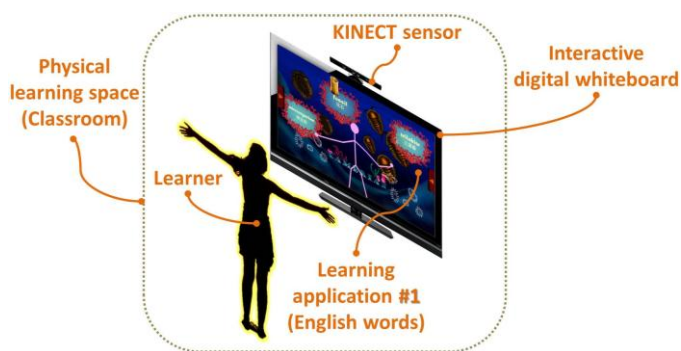 KINECT sensor
Interactive
digital whiteboard
Physical
learning space
(Classroom)
Learner
Learning
application #1
(English words)